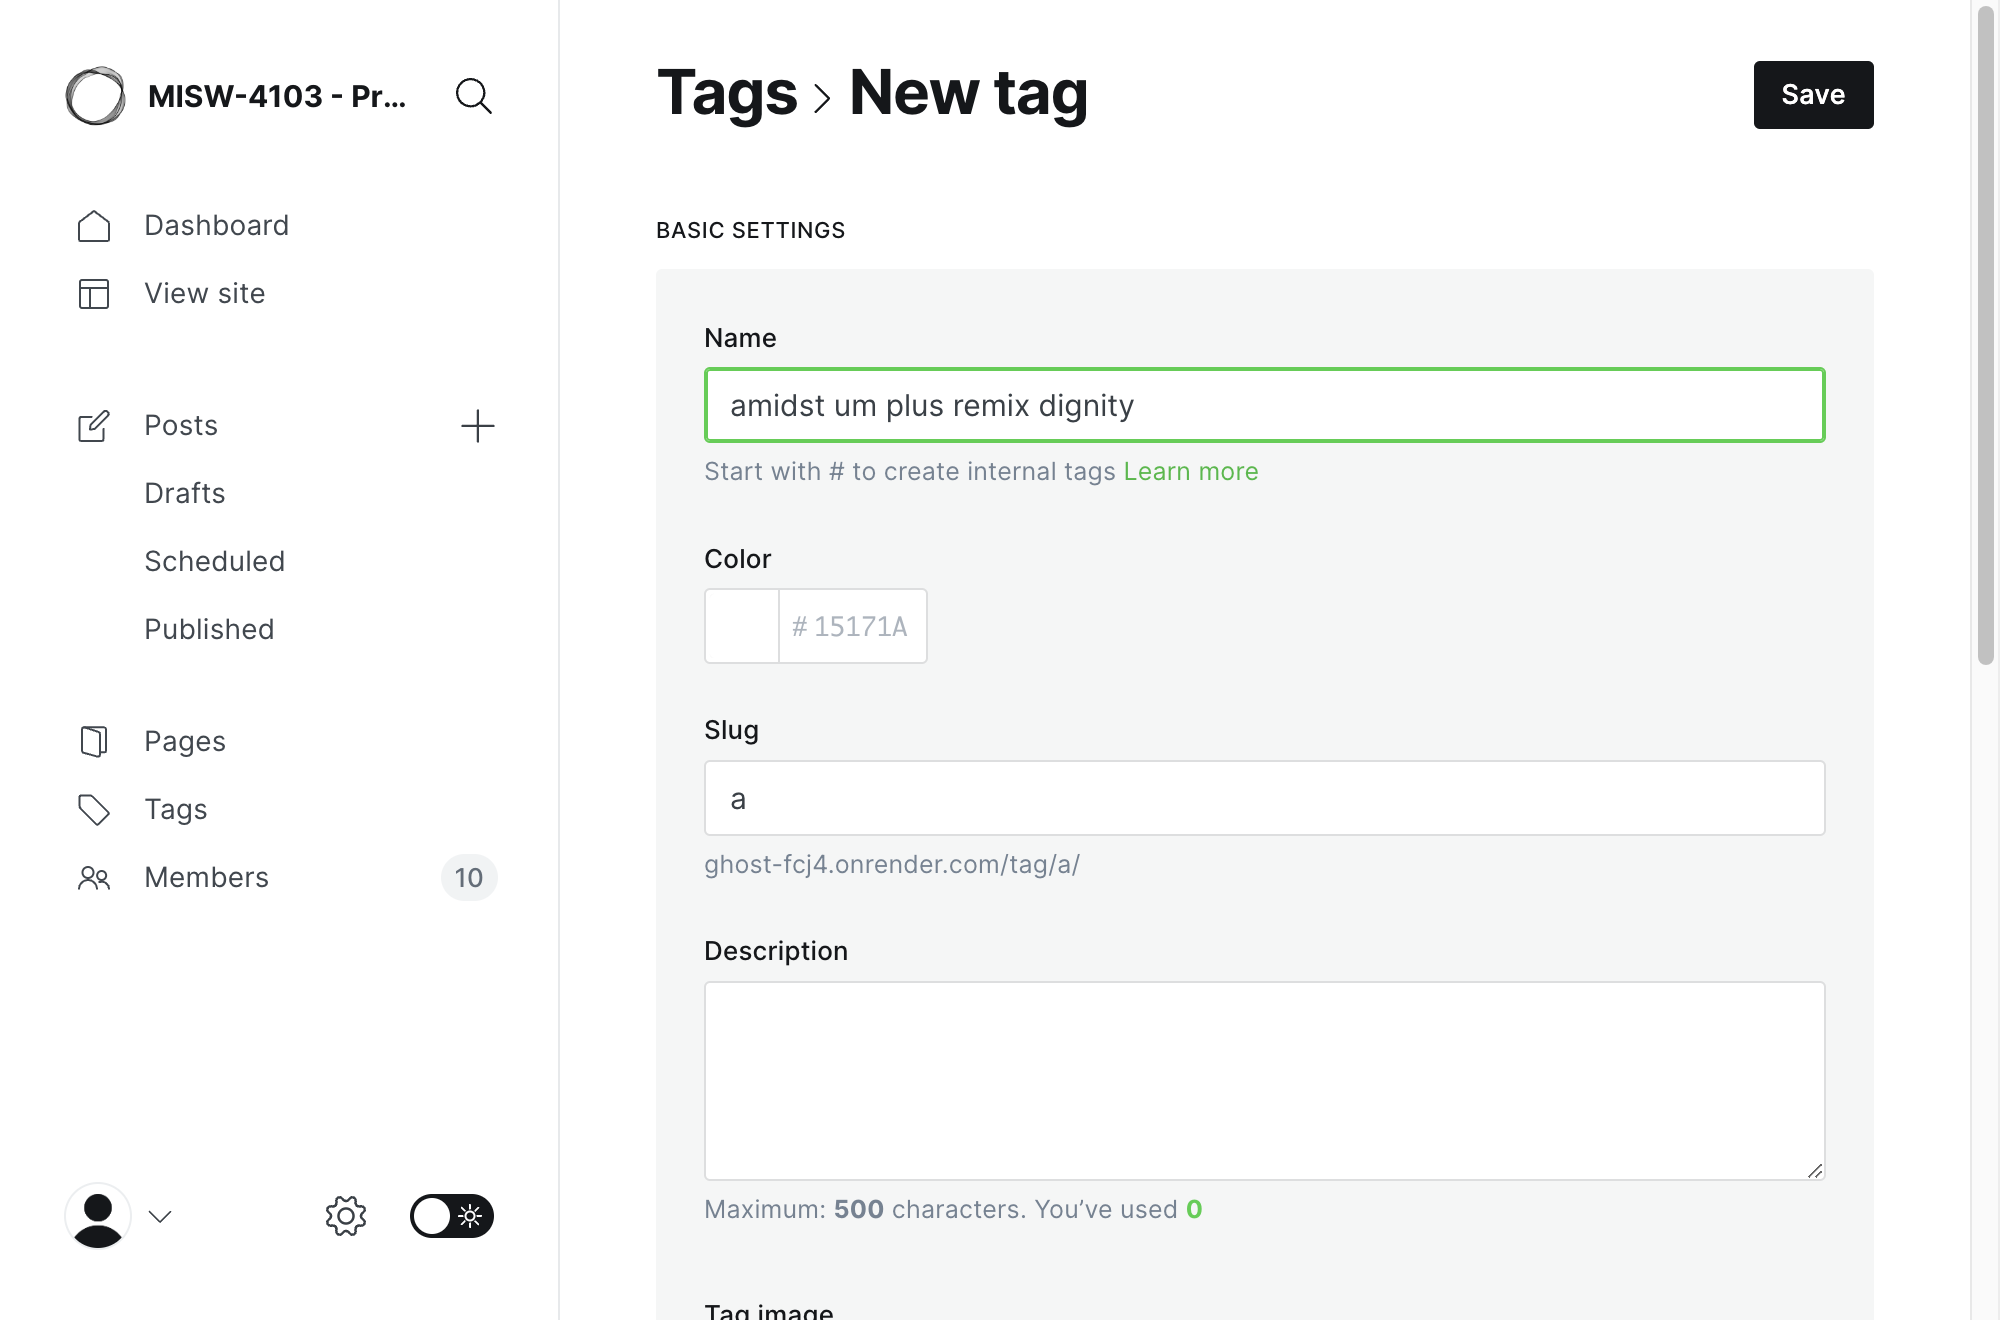 MISW-4103 - Pr...
Dashboard
View site
Posts
Drafts
Scheduled
Published
Pages
Tags
Members
10
Tags > New tag
Save
BASIC SETTINGS
Name
amidst um plus remix dignity
Start with # to create internal tags Learn more
Color
# 15171A
Slug
a
ghost-fcj4.onrender.com/tag/a/
Description
Maximum: 500 characters. You’ve used 0
Tag image